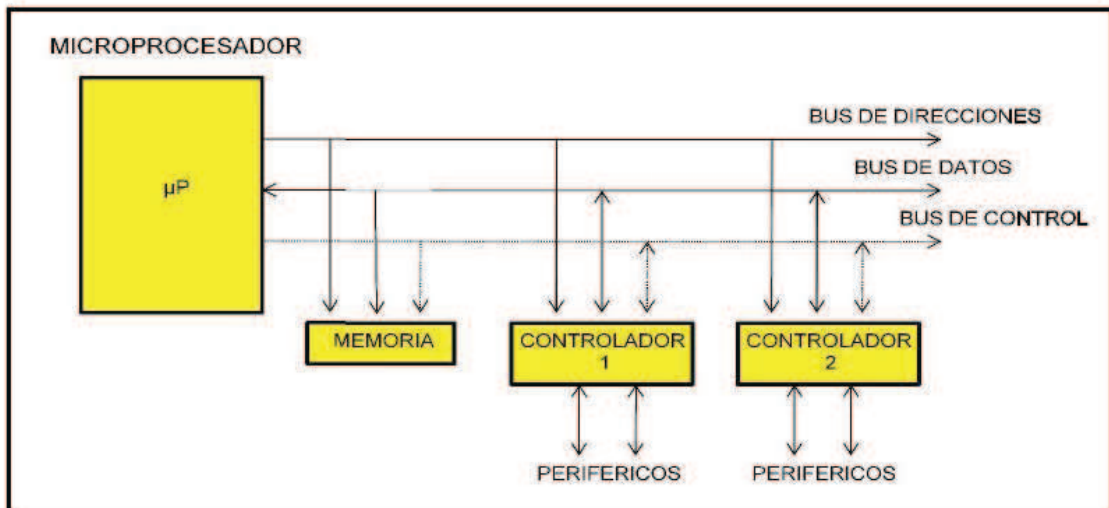 MICROPROCESADOR
BUS DE DIRECCIONES
µP
BUS DE DATOS
BUS DE CONTROL
MEMORIA
CONTROLADOR
1
CONTROLADOR
2
PERIFERICOS
PERIFERICOS